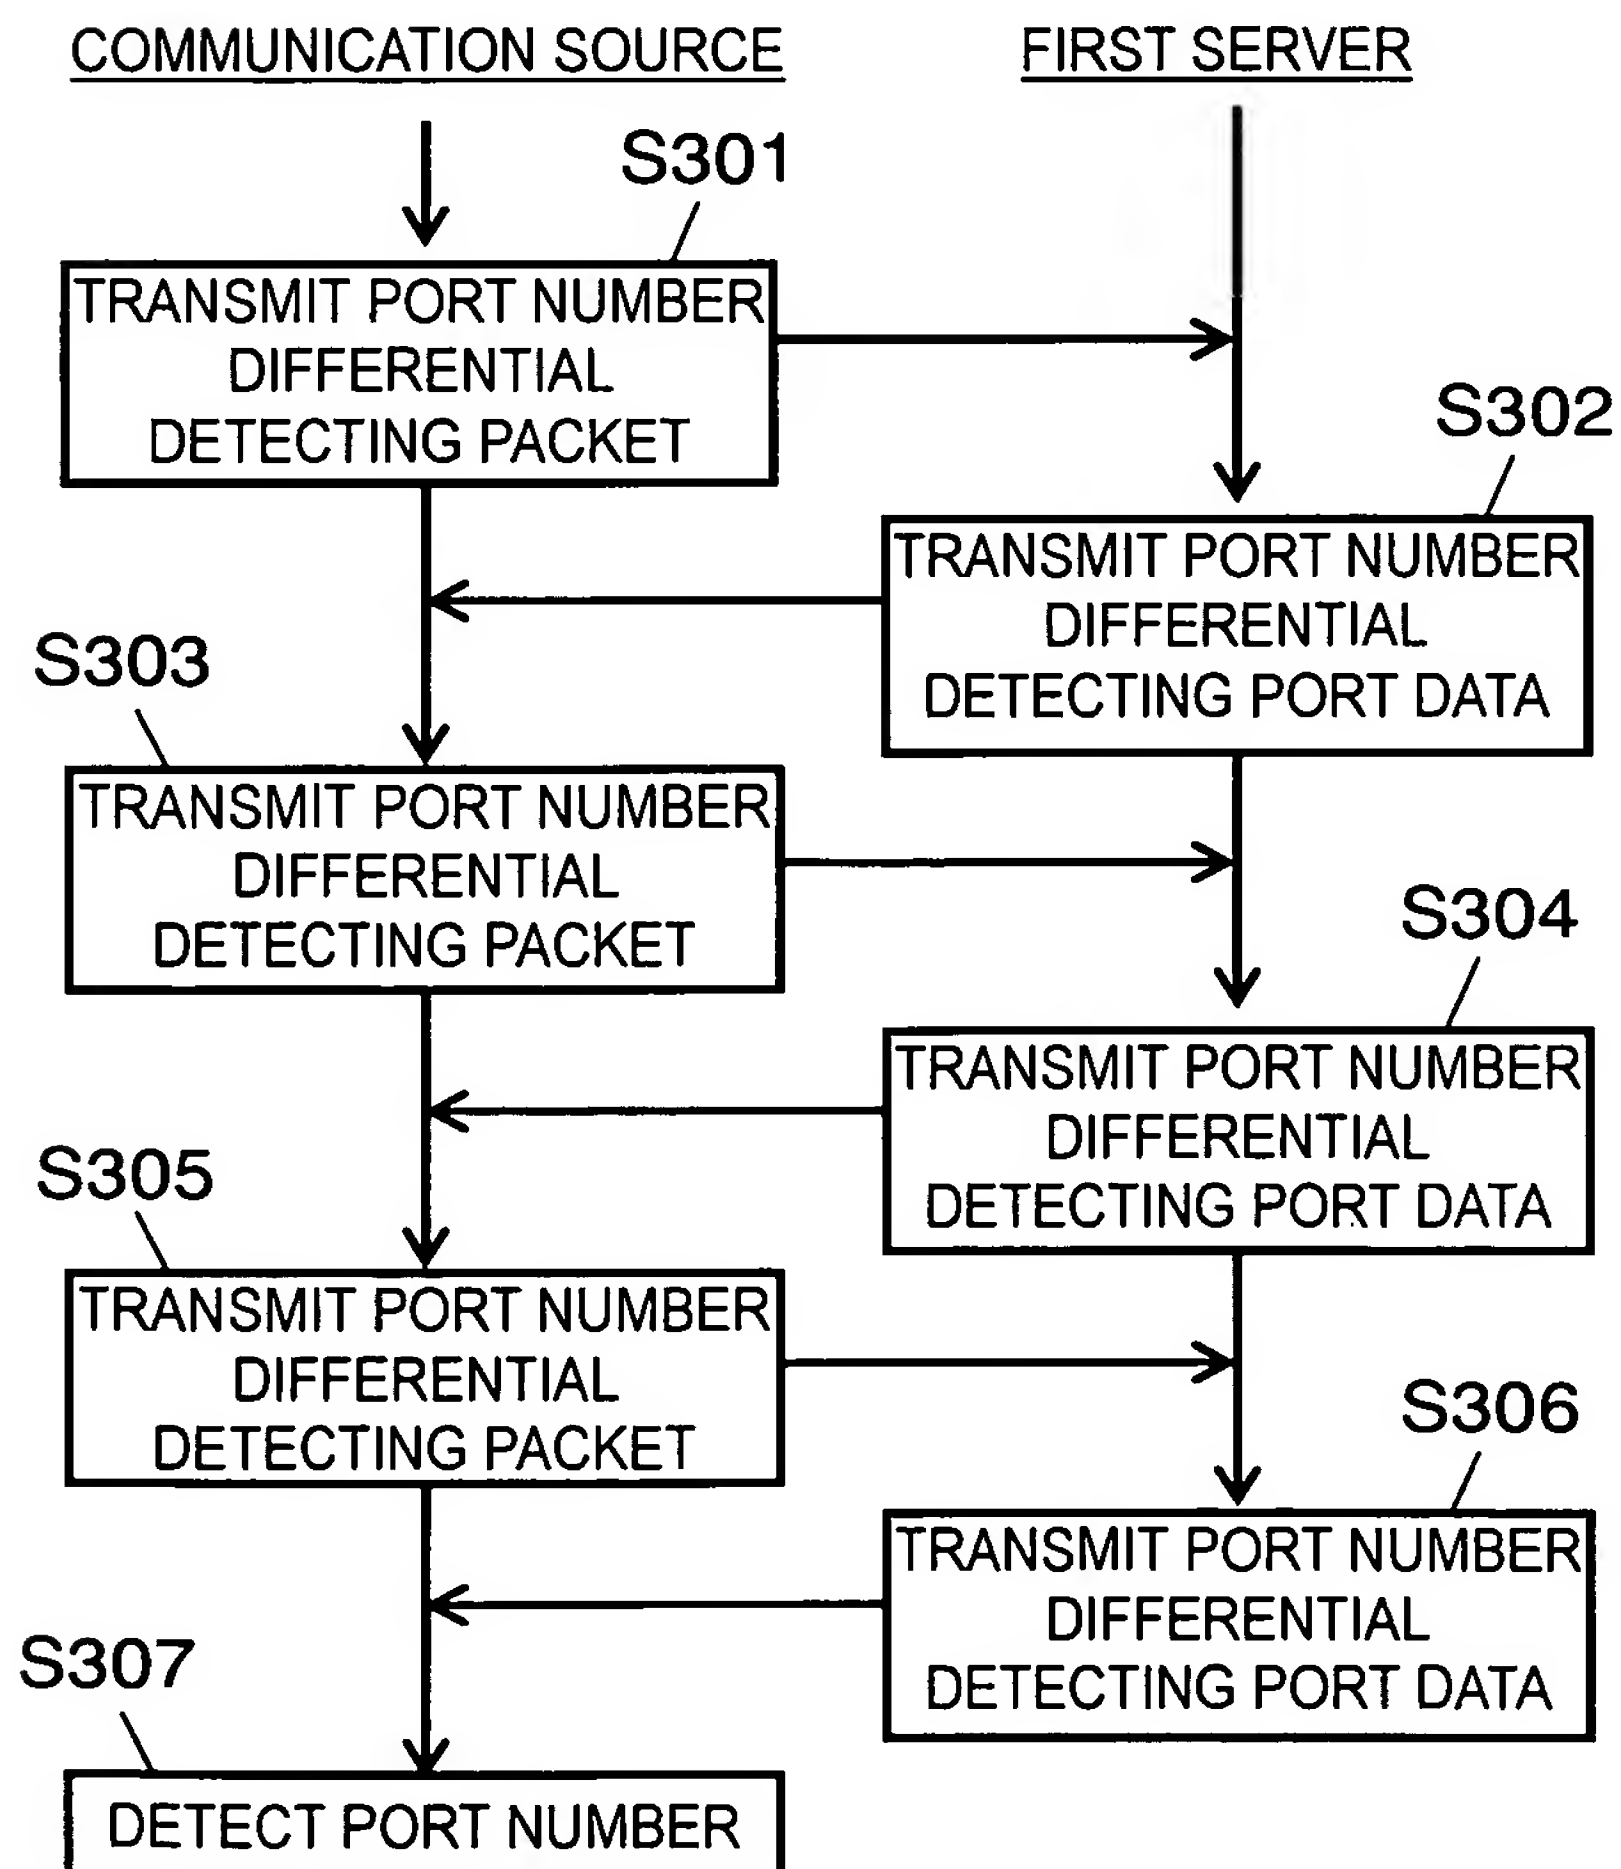 COMMUNICATION SOURCE
FIRST SERVER
S301
TRANSMIT PORT NUMBER
DIFFERENTIAL
DETECTING PACKET
S302
TRANSMIT PORT NUMBER
DIFFERENTIAL
DETECTING PORT DATA
S303
TRANSMIT PORT NUMBER
DIFFERENTIAL
DETECTING PACKET
S304
TRANSMIT PORT NUMBER
DIFFERENTIAL
DETECTING PORT DATA
S305
TRANSMIT PORT NUMBER
DIFFERENTIAL
DETECTING PACKET
S306
TRANSMIT PORT NUMBER
DIFFERENTIAL
DETECTING PORT DATA
S307
DETECT PORT NUMBER